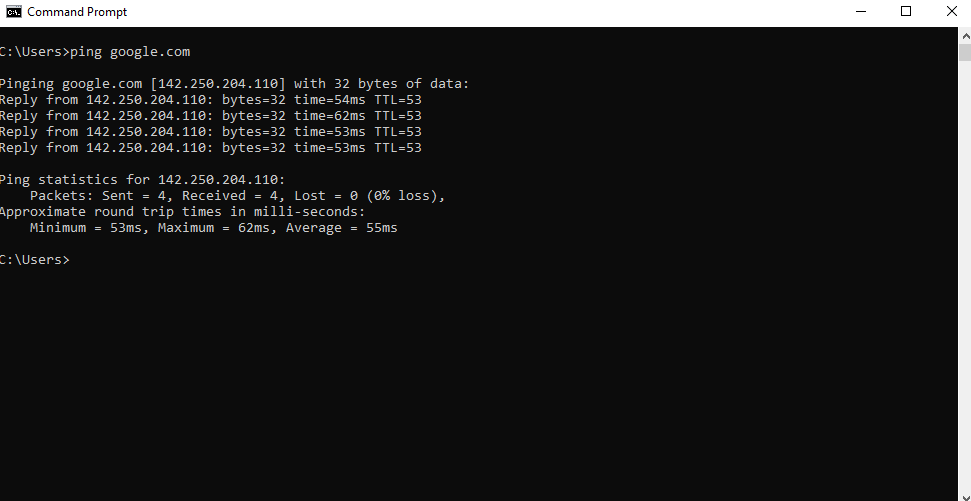 Command Prompt
C:\Users>ping google.com
Pinging google.com [142.250.204.110] with 32 bytes of data:
Reply from 142.250.204.110: bytes=32 time=54ms TTL=53
Reply from 142.250.204.110: bytes=32 time=62ms TTL=53
Reply from 142.250.204.110: bytes=32 time=53ms TTL=53
Reply from 142.250.204.110: bytes=32 time=53ms TTL=53
Ping statistics for 142.250.204.110:
    Packets: Sent = 4, Received = 4, Lost = 0 (0% loss),
Approximate round trip times in milli-seconds:
    Minimum = 53ms, Maximum = 62ms, Average = 55ms
C:\Users>